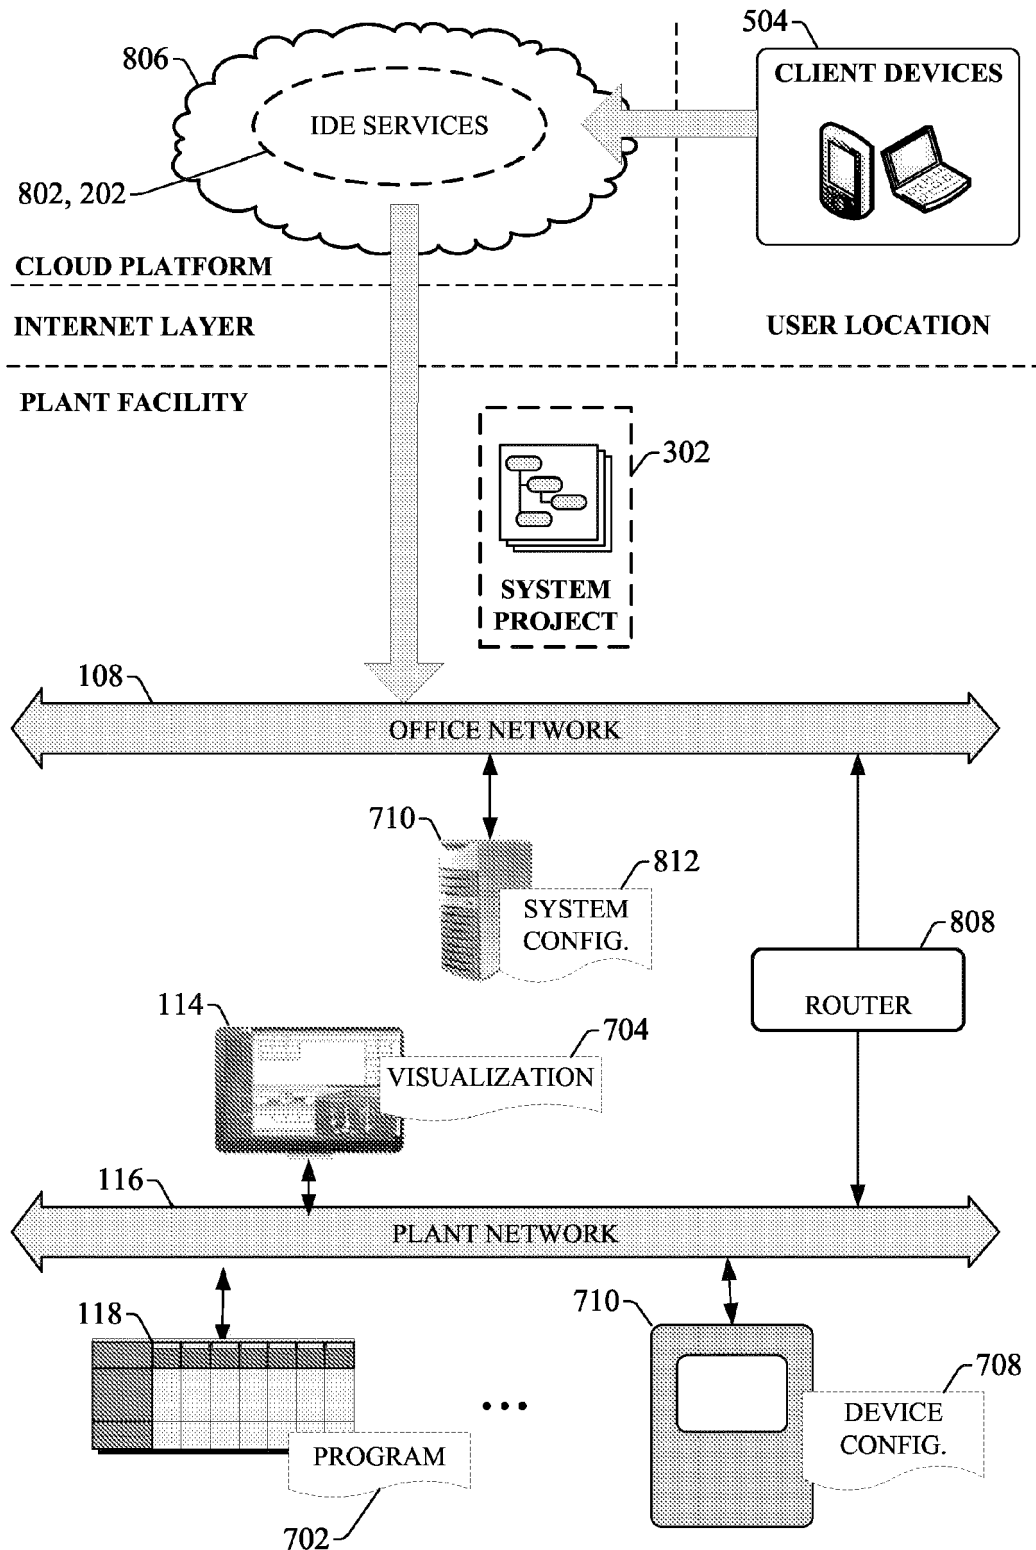 806
IDE SERVICES
802, 202
504
CLIENT DEVICES
CLOUD PLATFORM
INTERNET LAYER
USER LOCATION
PLANT FACILITY
302
SYSTEM
PROJECT
108
OFFICE NETWORK
710
812
SYSTEM
CONFIG.
808
ROUTER
114
704
VISUALIZATION
116
PLANT NETWORK
118
PROGRAM
702
710
708
DEVICE
CONFIG.